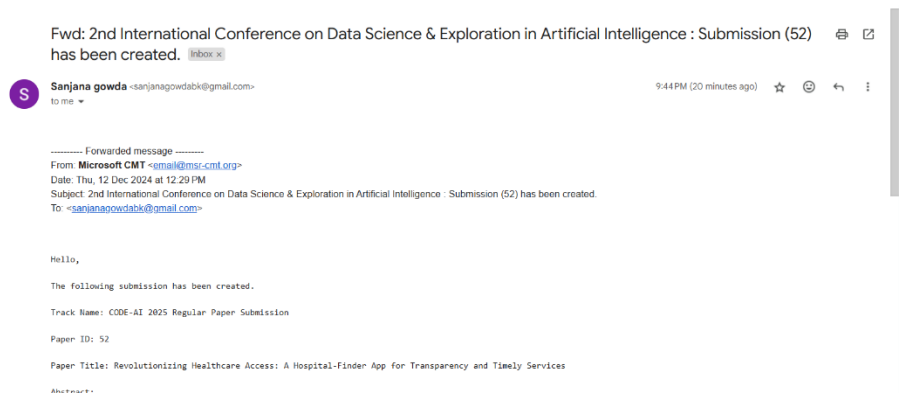 Fwd: 2nd International Conference on Data Science & Exploration in Artificial Intelligence : Submission (52)
has been created. Inbox ×
S
Sanjana gowda <sanjanagowdabk@gmail.com>
9:44 PM (20 minutes ago)
to me
---------- Forwarded message ---------
From: Microsoft CMT <email@msr-cmt.org>
Date: Thu, 12 Dec 2024 at 12:29 PM
Subject: 2nd International Conference on Data Science & Exploration in Artificial Intelligence : Submission (52) has been created.
To: <sanjanagowdabk@gmail.com>
Hello,
The following submission has been created.
Track Name: CODE-AI 2025 Regular Paper Submission
Paper ID: 52
Paper Title: Revolutionizing Healthcare Access: A Hospital-Finder App for Transparency and Timely Services
Abstract: